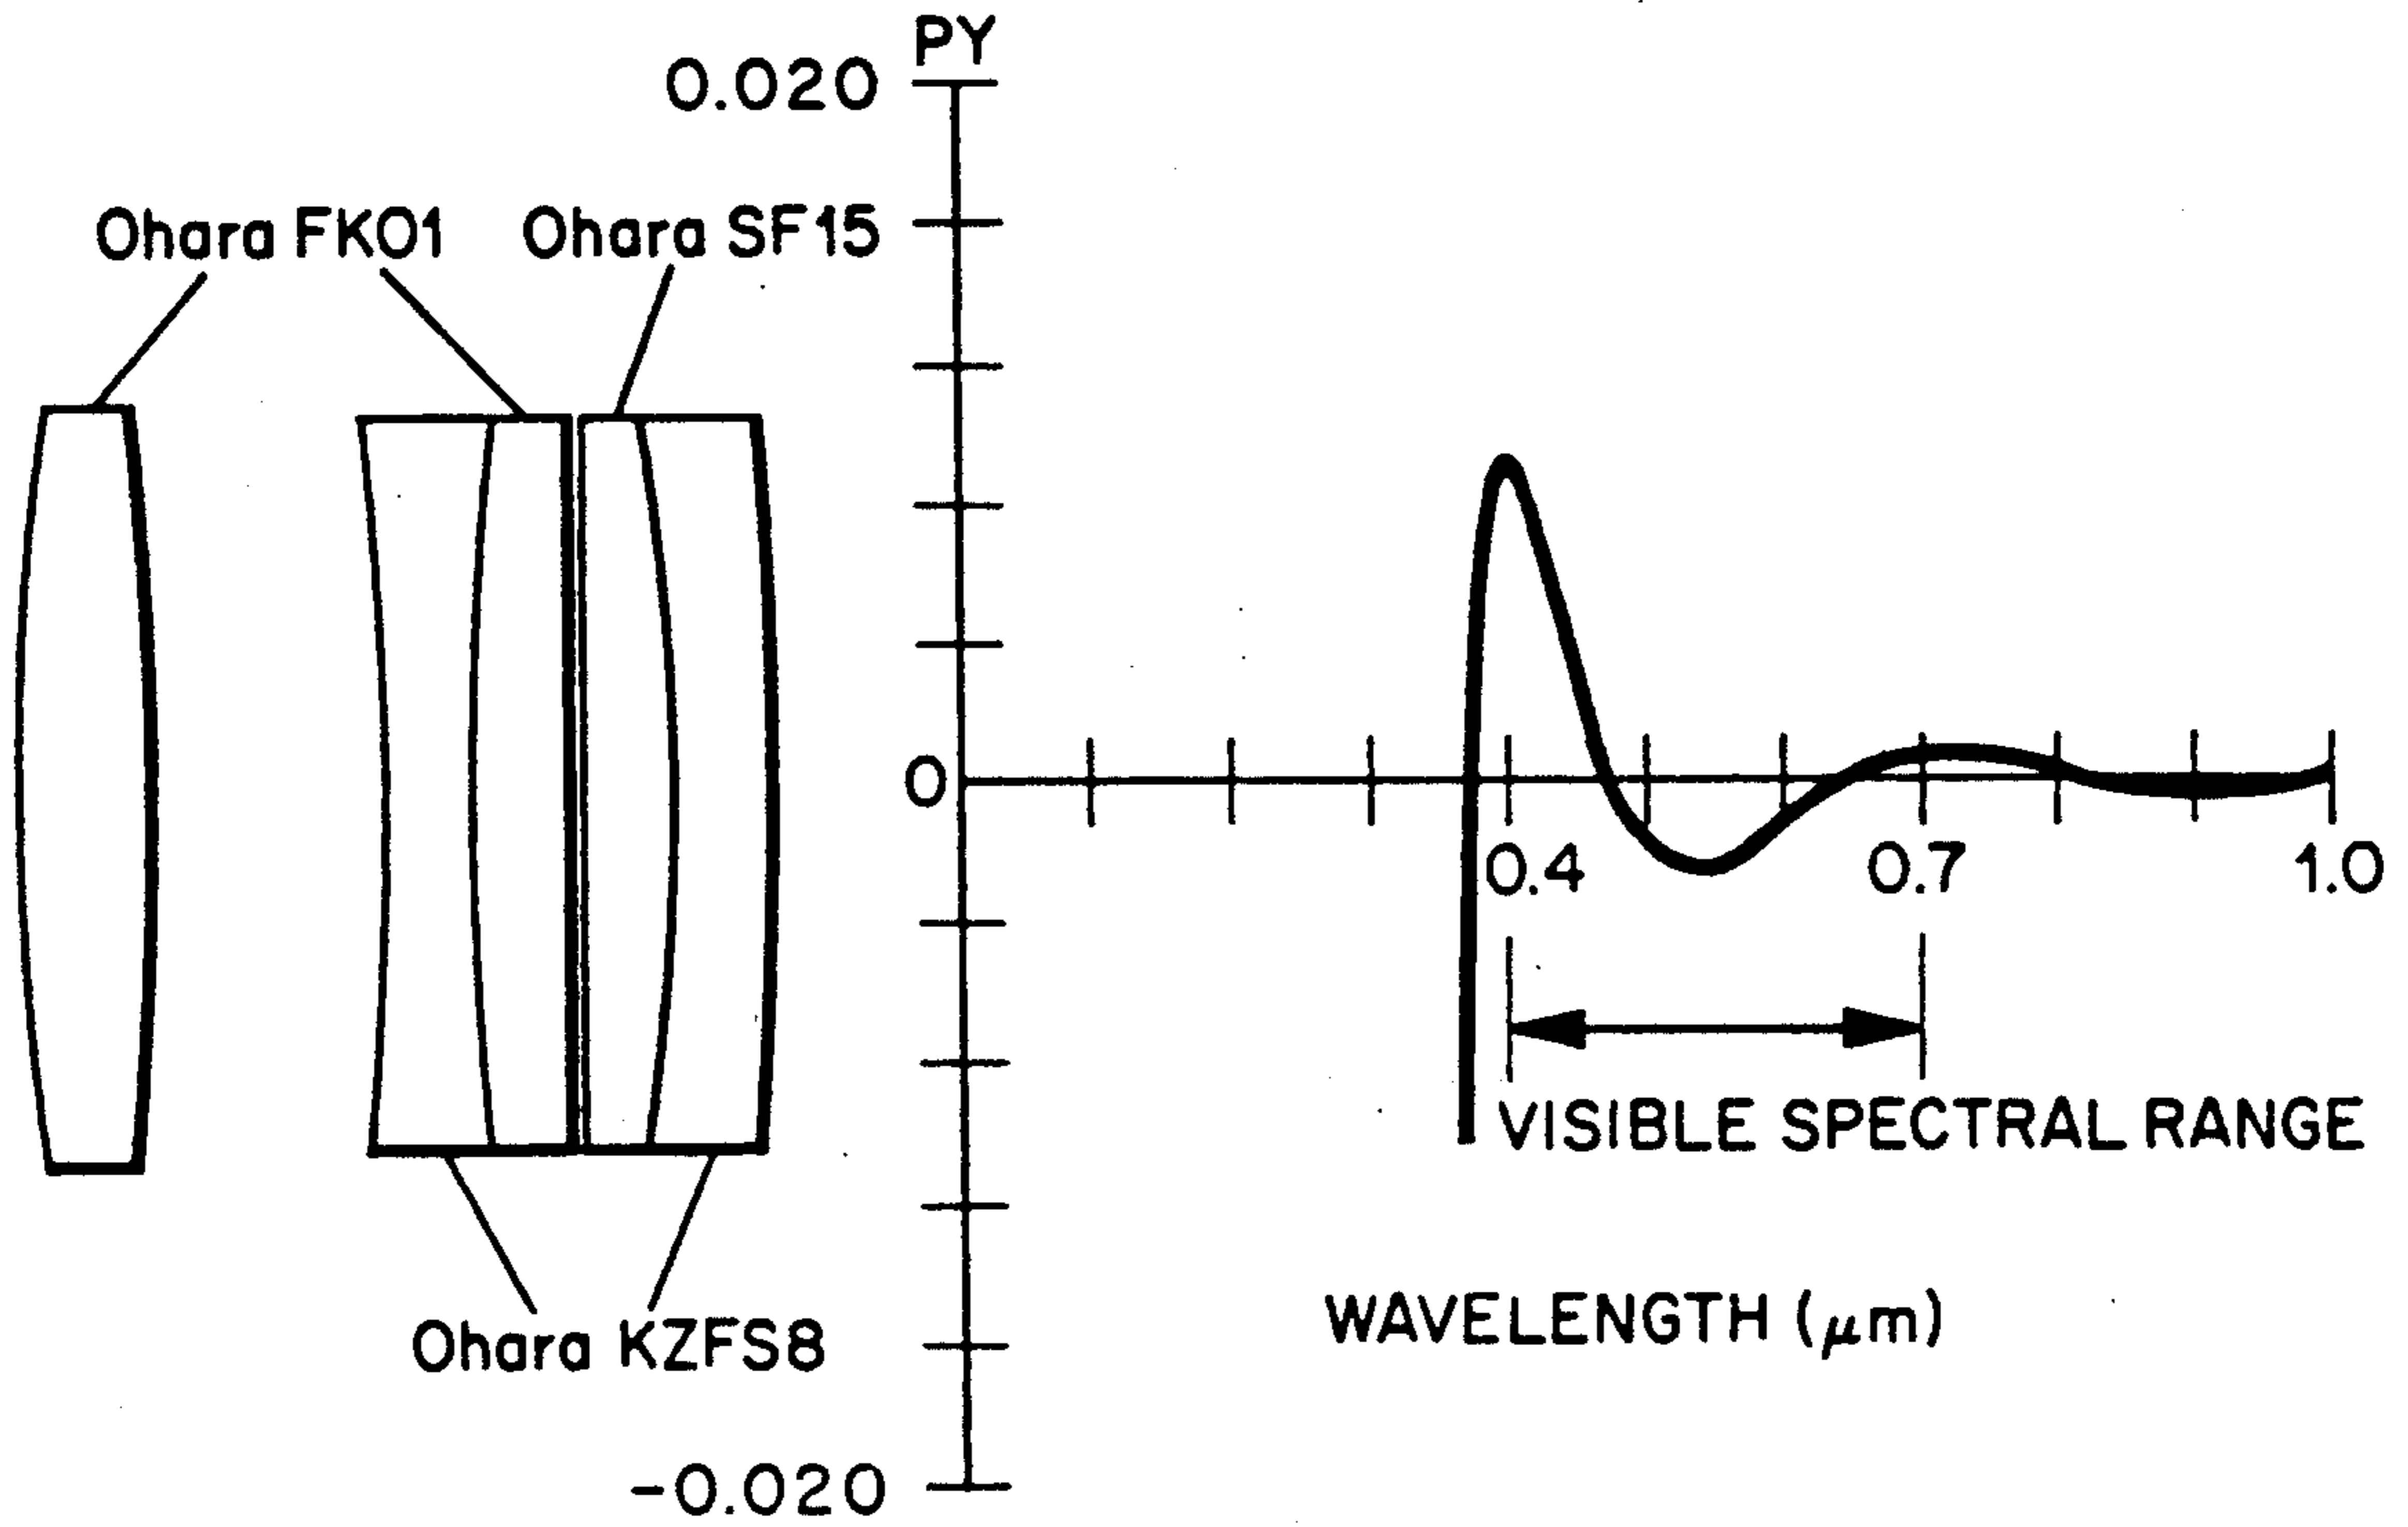 PY
0.020
Ohara FK01
Ohara SF15
0
0.4
0.7
1.0
VISIBLE SPECTRAL RANGE
WAVELENGTH (μm)
Ohara KZFS8
-0.020